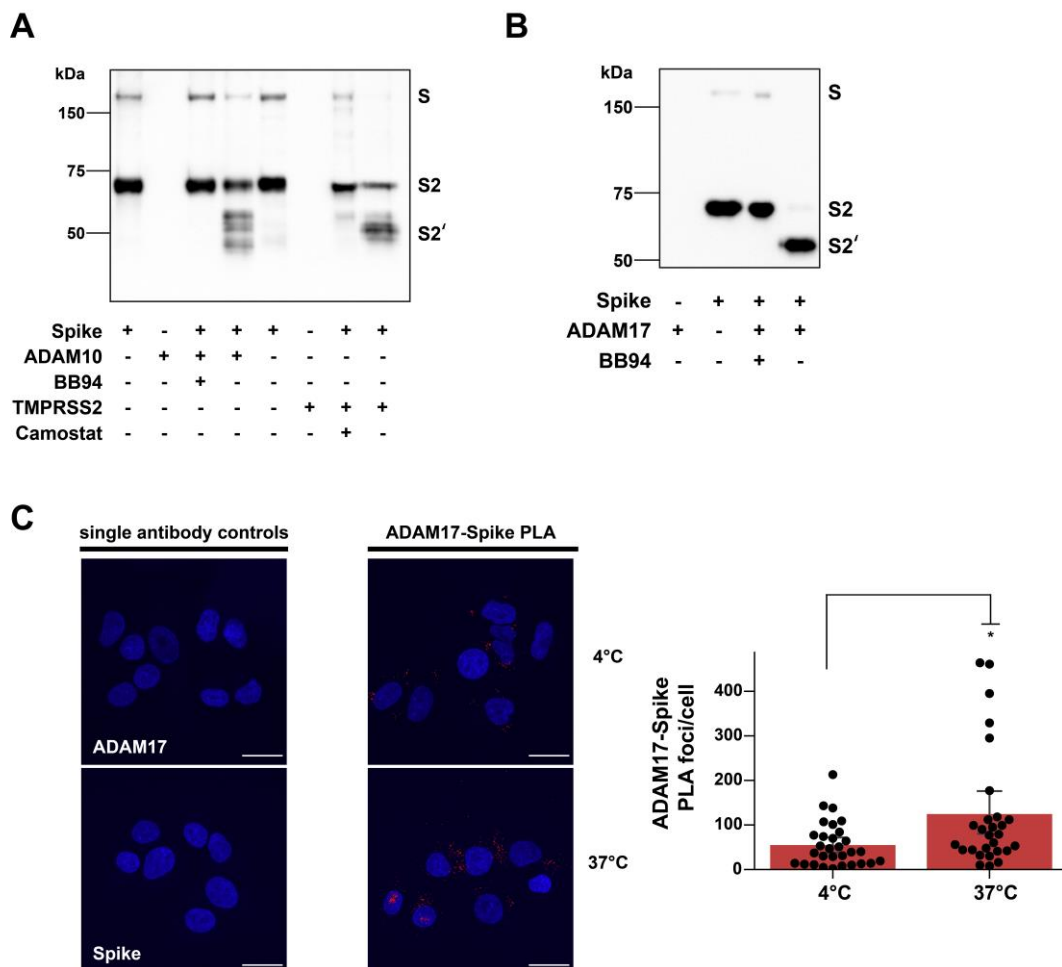 A
kDa
150
75
50
S
S2
S2′
Spike + - + + + - + +
ADAM10 - + + + - - - -
BB94 - - + - - - - -
TMPRSS2 - - - - - + + +
Camostat - - - - - - + -
B
kDa
150
75
50
S
S2
S2′
Spike - + + +
ADAM17 + - + +
BB94 - - + -
C
single antibody controls
ADAM17-Spike PLA
ADAM17
4°C
Spike
37°C
ADAM17-Spike
PLA foci/cell
400
300
200
100
0
*
4°C 37°C